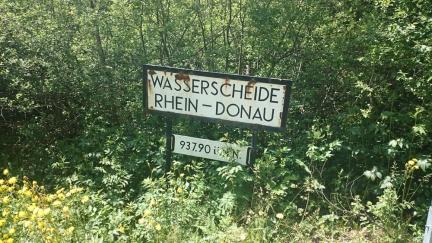 WASSERSCHEIDE
RHEIN – DONAU
937.90 ü.N.N.